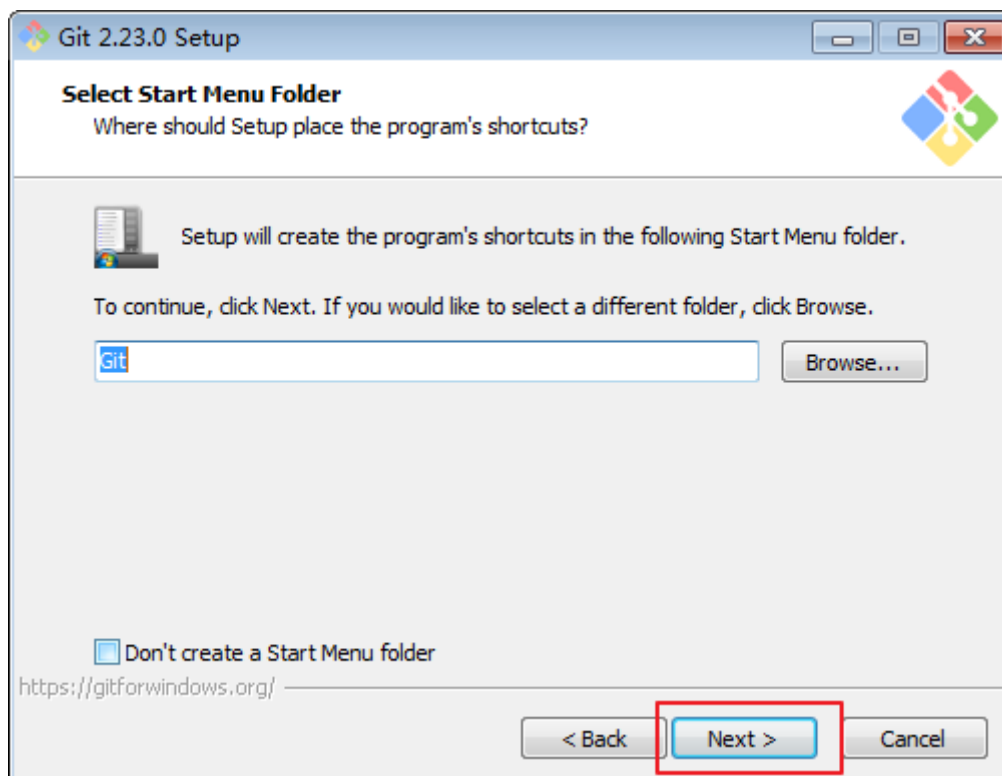 Git 2.23.0 Setup
Select Start Menu Folder
Where should Setup place the program's shortcuts?
Setup will create the program's shortcuts in the following Start Menu folder.
To continue, click Next. If you would like to select a different folder, click Browse.
Git
Browse...
Don't create a Start Menu folder
https://gitforwindows.org/
< Back
Next >
Cancel